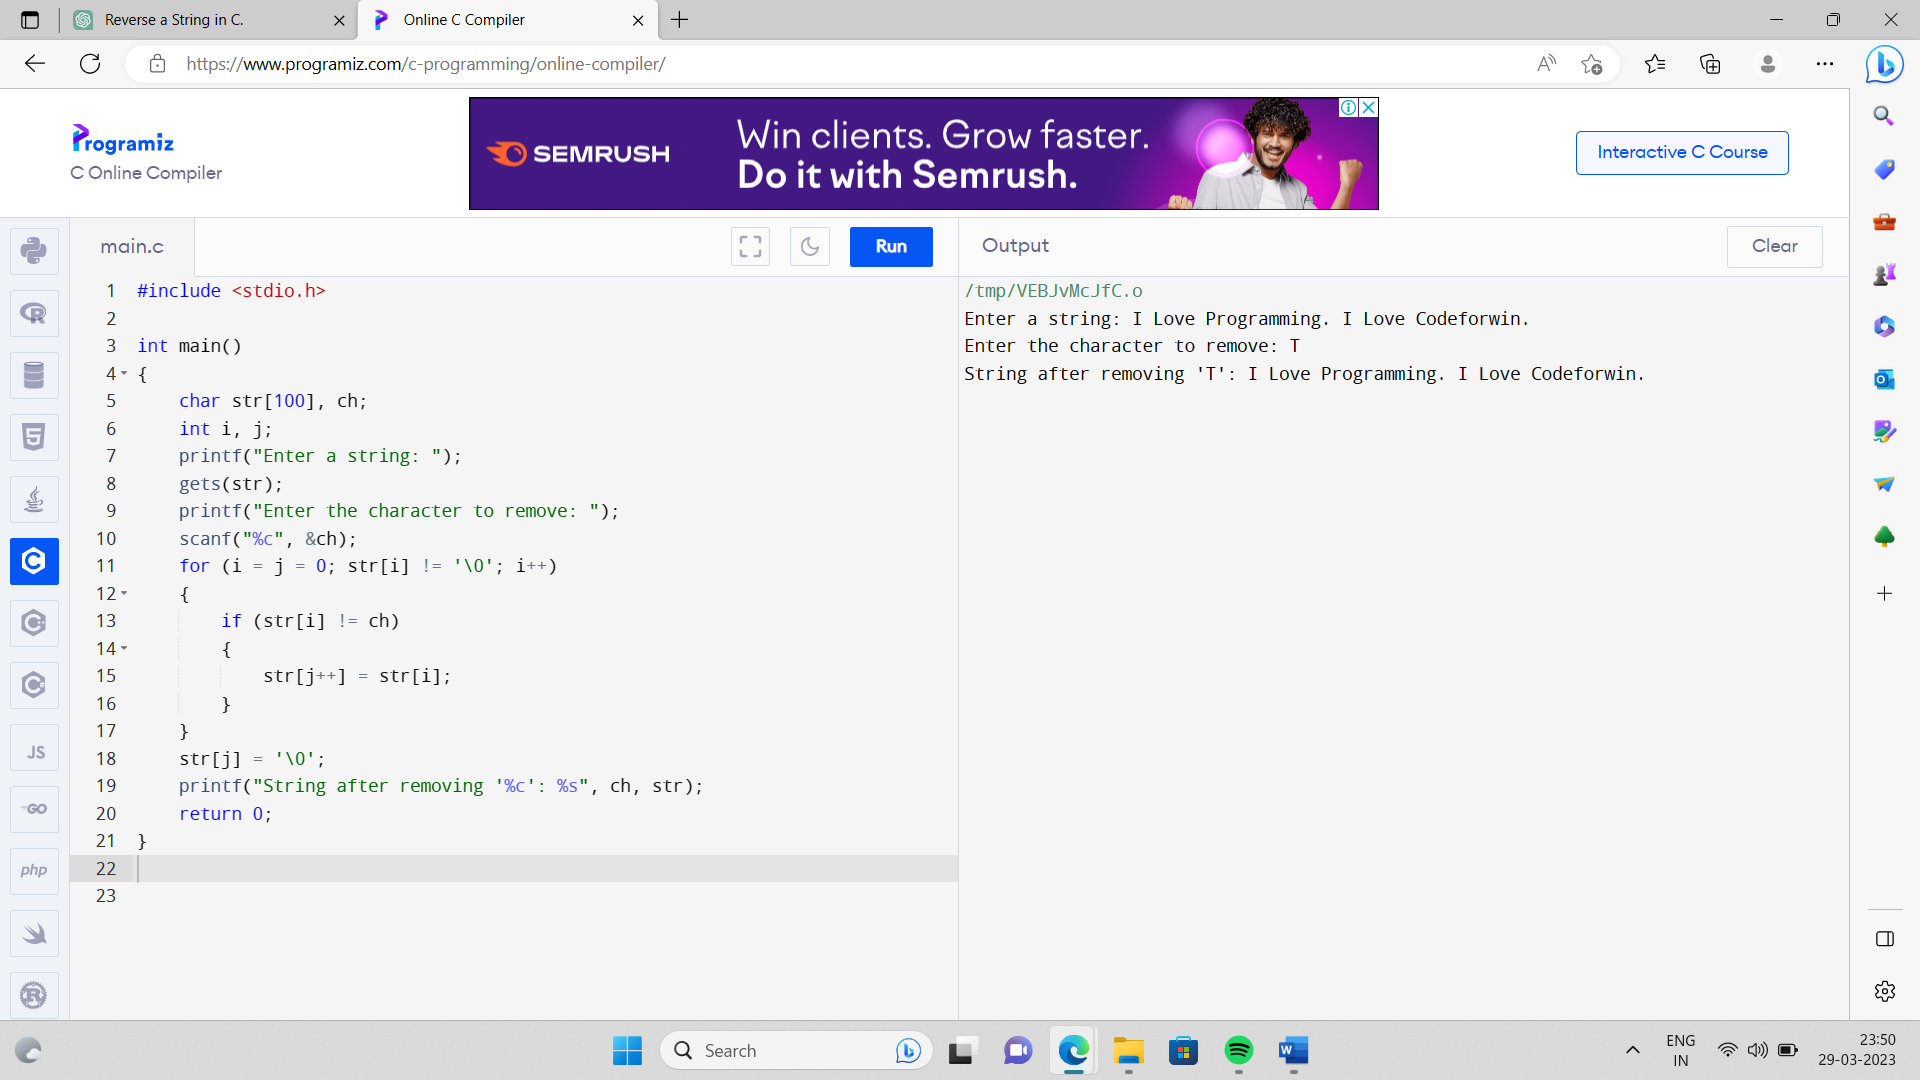 Reverse a String in C.
Online C Compiler
https://www.programiz.com/c-programming/online-compiler/
Programiz
C Online Compiler
SEMRUSH
Win clients. Grow faster.
Do it with Semrush.
Interactive C Course
main.c
Run
Output
Clear
1 #include <stdio.h>
2
3 int main()
4 {
5 char str[100], ch;
6 int i, j;
7 printf("Enter a string: ");
8 gets(str);
9 printf("Enter the character to remove: ");
10 scanf("%c", &ch);
11 for (i = j = 0; str[i] != '\0'; i++)
12 {
13 if (str[i] != ch)
14 {
15 str[j++] = str[i];
16 }
17 }
18 str[j] = '\0';
19 printf("String after removing '%c': %s", ch, str);
20 return 0;
21 }
22
23
/tmp/VEBJvMcJfC.o
Enter a string: I Love Programming. I Love Codeforwin.
Enter the character to remove: T
String after removing 'T': I Love Programming. I Love Codeforwin.
JS
GO
php
Search
ENG
IN
23:50
29-03-2023